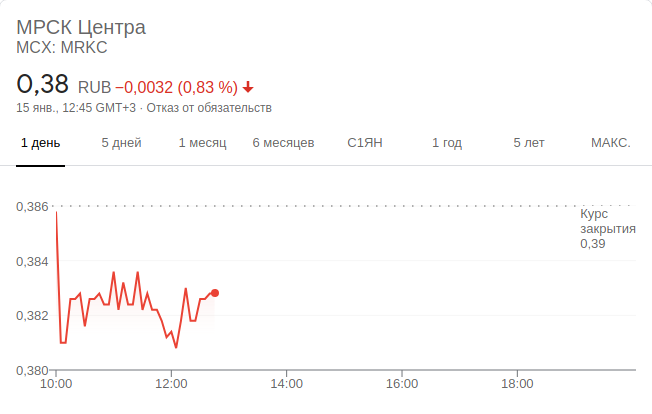 МРСК Центра
MCX: MRKC
0,38 RUB −0,0032 (0,83 %)
15 янв., 12:45 GMT+3 · Отказ от обязательств
1 день 5 дней 1 месяц 6 месяцев С1ЯН 1 год 5 лет МАКС.
0,386
Курс
закрытия
0,39
0,384
0,382
0,380
10:00 12:00 14:00 16:00 18:00